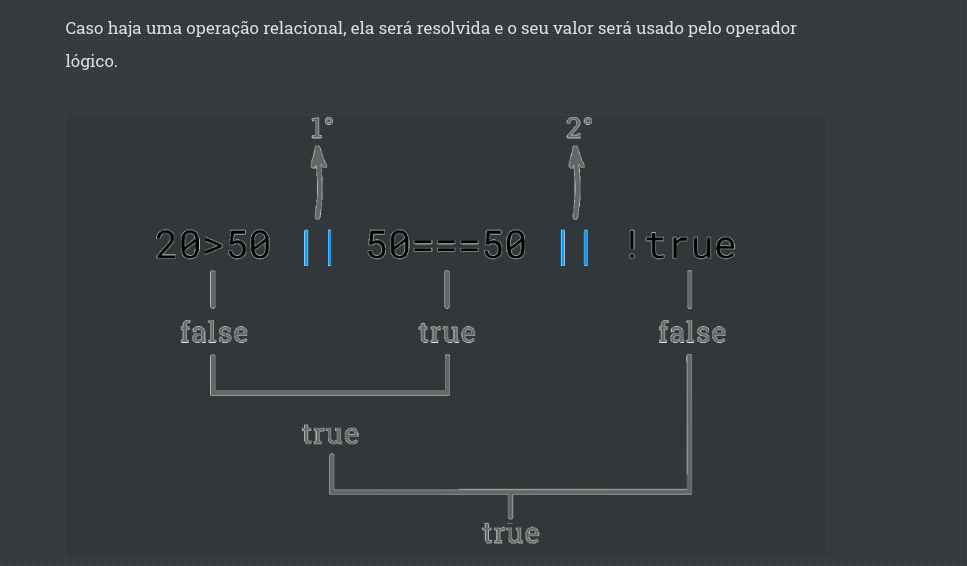 Caso haja uma operação relacional, ela será resolvida e o seu valor será usado pelo operador
lógico.
1° 2°
20>50 || 50===50 || !true
false true false
true
true